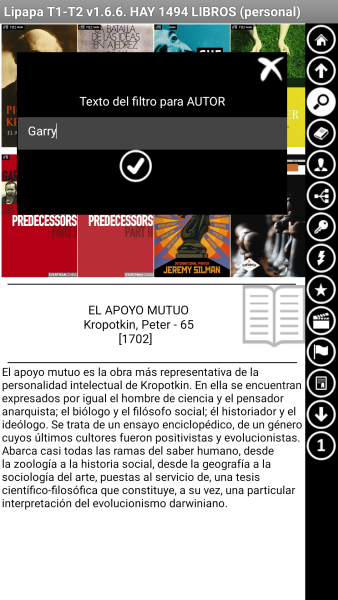 Lipapa T1-T2 v1.6.6. HAY 1494 LIBROS (personal)
LA BATALLA
DE LAS IDEAS
EN AJEDREZ
Texto del filtro para AUTOR
Garry
PREDECESSORS
PREDECESSORS
PART II
JEREMY SILMAN
EL APOYO MUTUO
Kropotkin, Peter - 65
[1702]
El apoyo mutuo es la obra más representativa de la
personalidad intelectual de Kropotkin. En ella se encuentran
expresados por igual el hombre de ciencia y el pensador
anarquista; el biólogo y el filósofo social; él historiador y el
ideólogo. Se trata de un ensayo enciclopédico, de un género
cuyos últimos cultores fueron positivistas y evolucionistas.
Abarca casi todas las ramas del saber humano, desde
la zoología a la historia social, desde la geografía a la
sociología del arte, puestas al servicio de, una tesis
científico-filosófica que constituye, a su vez, una particular
interpretación del evolucionismo darwiniano.
1